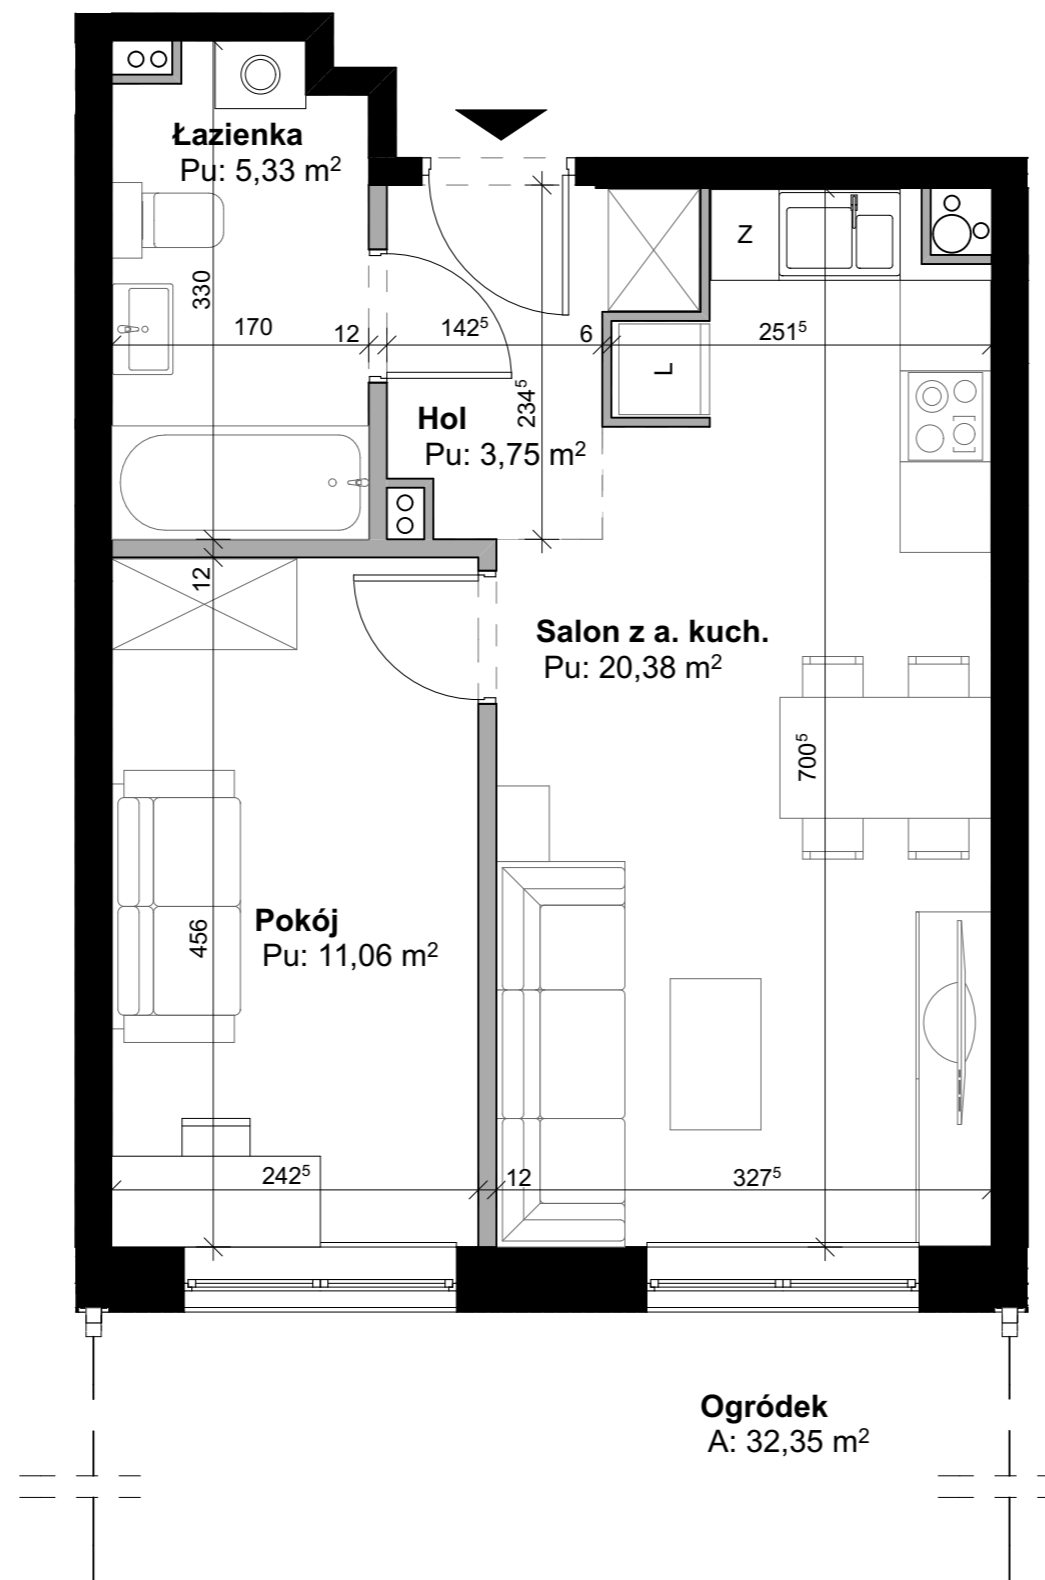 Łazienka
Pu: 5,33 m²
Z
330
170
12
142⁵
6
251⁵
L
234⁵
Hol
Pu: 3,75 m²
12
Salon z a. kuch.
Pu: 20,38 m²
700⁵
Pokój
Pu: 11,06 m²
456
242⁵
12
327⁵
Ogródek
A: 32,35 m²